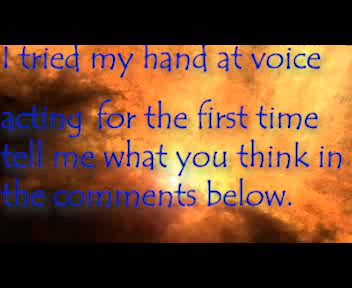 I tried my hand at voice
acting for the first time
tell me what you think in
the comments below.